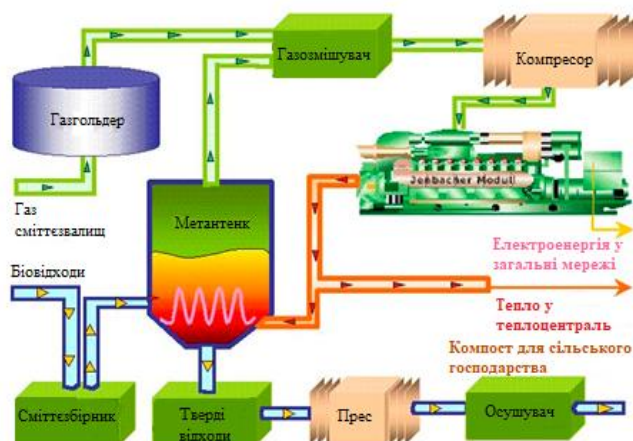 Газозмішувач
Компресор
Газгольдер
Jenbacher Modull
Газ
сміттєзвалищ
Метантенк
Електроенергія у
загальні мережі
Біовідходи
Тепло у
теплоцентраль
Компост для сільського
господарства
Сміттєзбірник
Тверді
відходи
Прес
Осушувач